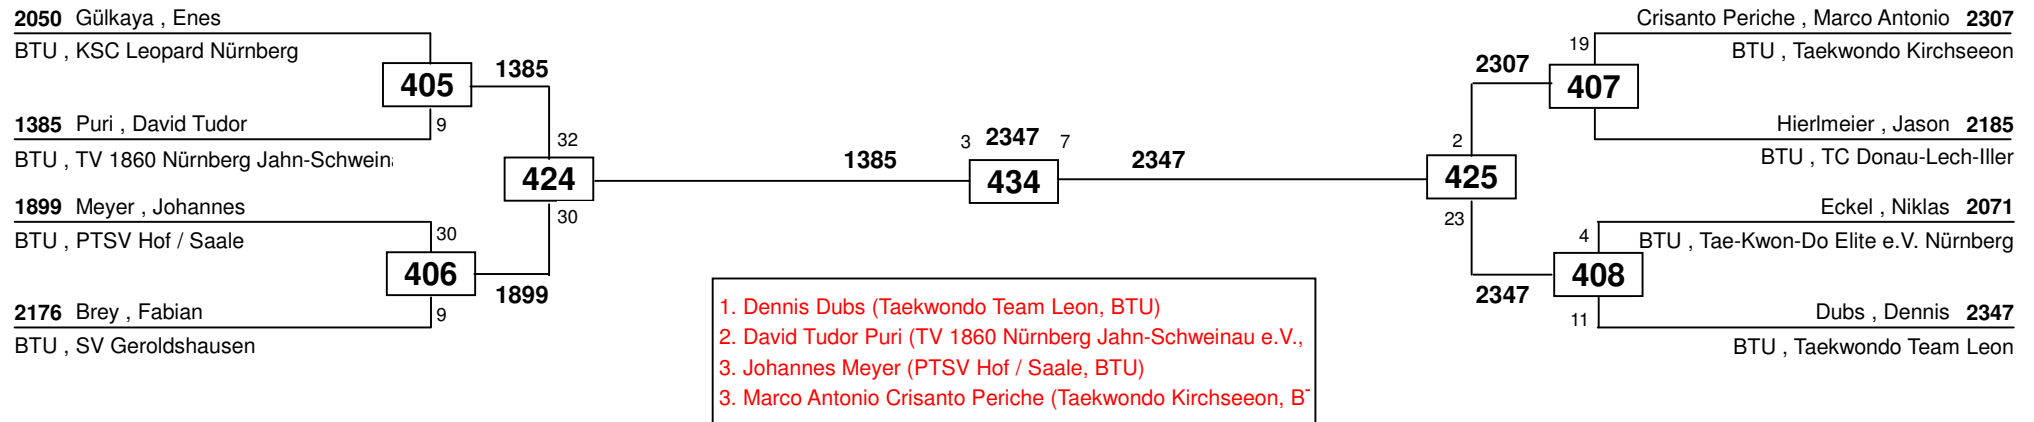 2050 Gülkaya , Enes
BTU , KSC Leopard Nürnberg
405
1385
9
1385 Puri , David Tudor
BTU , TV 1860 Nürnberg Jahn-Schwein
32
424
30
1899 Meyer , Johannes
BTU , PTSV Hof / Saale
30
406
1899
9
2176 Brey , Fabian
BTU , SV Geroldshausen
1385
3 2347 7
434
2347
Crisanto Periche , Marco Antonio 2307
BTU , Taekwondo Kirchseeon
19
2307
407
Hierlmeier , Jason 2185
BTU , TC Donau-Lech-Iller
2
425
23
Eckel , Niklas 2071
BTU , Tae-Kwon-Do Elite e.V. Nürnberg
4
408
2347
11
Dubs , Dennis 2347
BTU , Taekwondo Team Leon
1. Dennis Dubs (Taekwondo Team Leon, BTU)
2. David Tudor Puri (TV 1860 Nürnberg Jahn-Schweinau e.V.,
3. Johannes Meyer (PTSV Hof / Saale, BTU)
3. Marco Antonio Crisanto Periche (Taekwondo Kirchseeon,